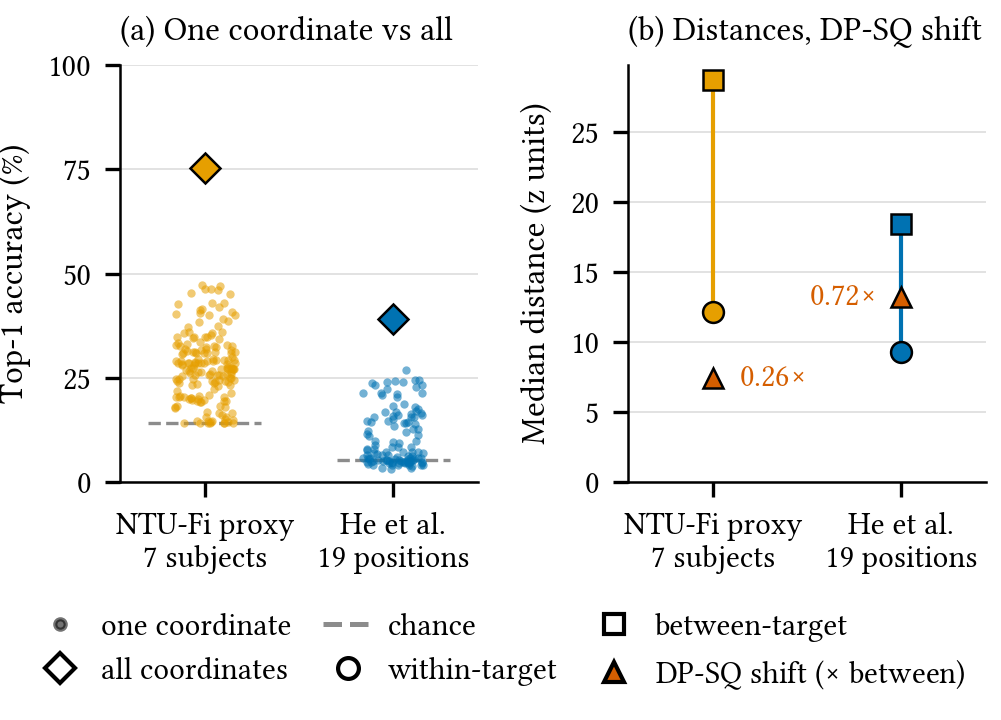 (a) One coordinate vs all
Top-1 accuracy (%)
100
75
50
25
0
NTU-Fi proxy
7 subjects
He et al.
19 positions
(b) Distances, DP-SQ shift
Median distance (z units)
25
20
15
10
5
0
0.26×
0.72×
NTU-Fi proxy
7 subjects
He et al.
19 positions
one coordinate
all coordinates
chance
within-target
between-target
DP-SQ shift (× between)